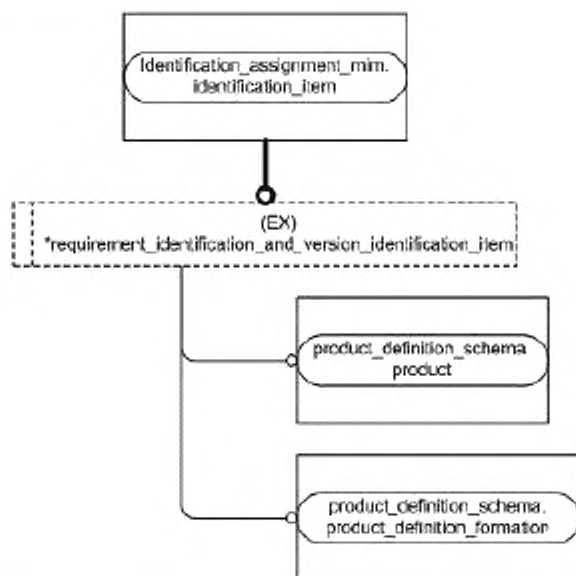 Identification_assignment_mim.
identification_item
(EX)
*requirement_identification_and_version_identification_item
product_definition_schema
product
product_definition_schema.
product_definition_formation